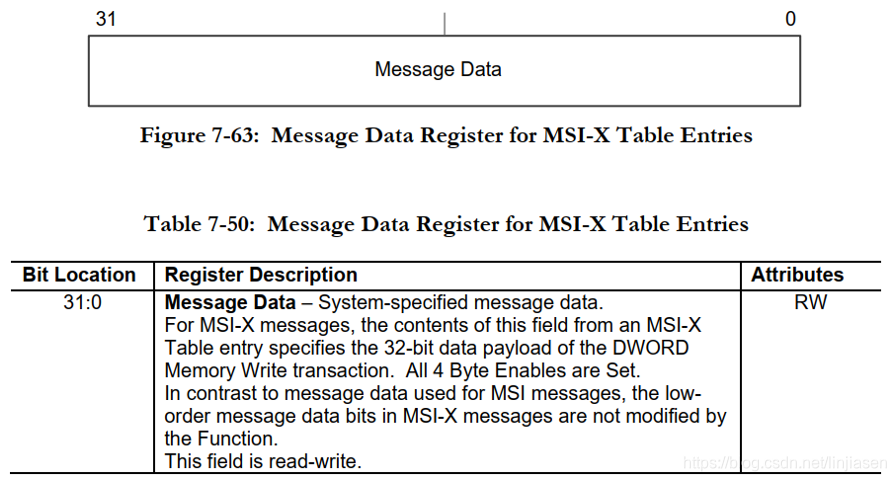 31 0
Message Data
Figure 7-63: Message Data Register for MSI-X Table Entries
Table 7-50: Message Data Register for MSI-X Table Entries
Bit Location Register Description Attributes
31:0 Message Data – System-specified message data. RW
For MSI-X messages, the contents of this field from an MSI-X
Table entry specifies the 32-bit data payload of the DWORD
Memory Write transaction. All 4 Byte Enables are Set.
In contrast to message data used for MSI messages, the low-
order message data bits in MSI-X messages are not modified by
the Function.
This field is read-write.
https://blog.csdn.net/linjiasen